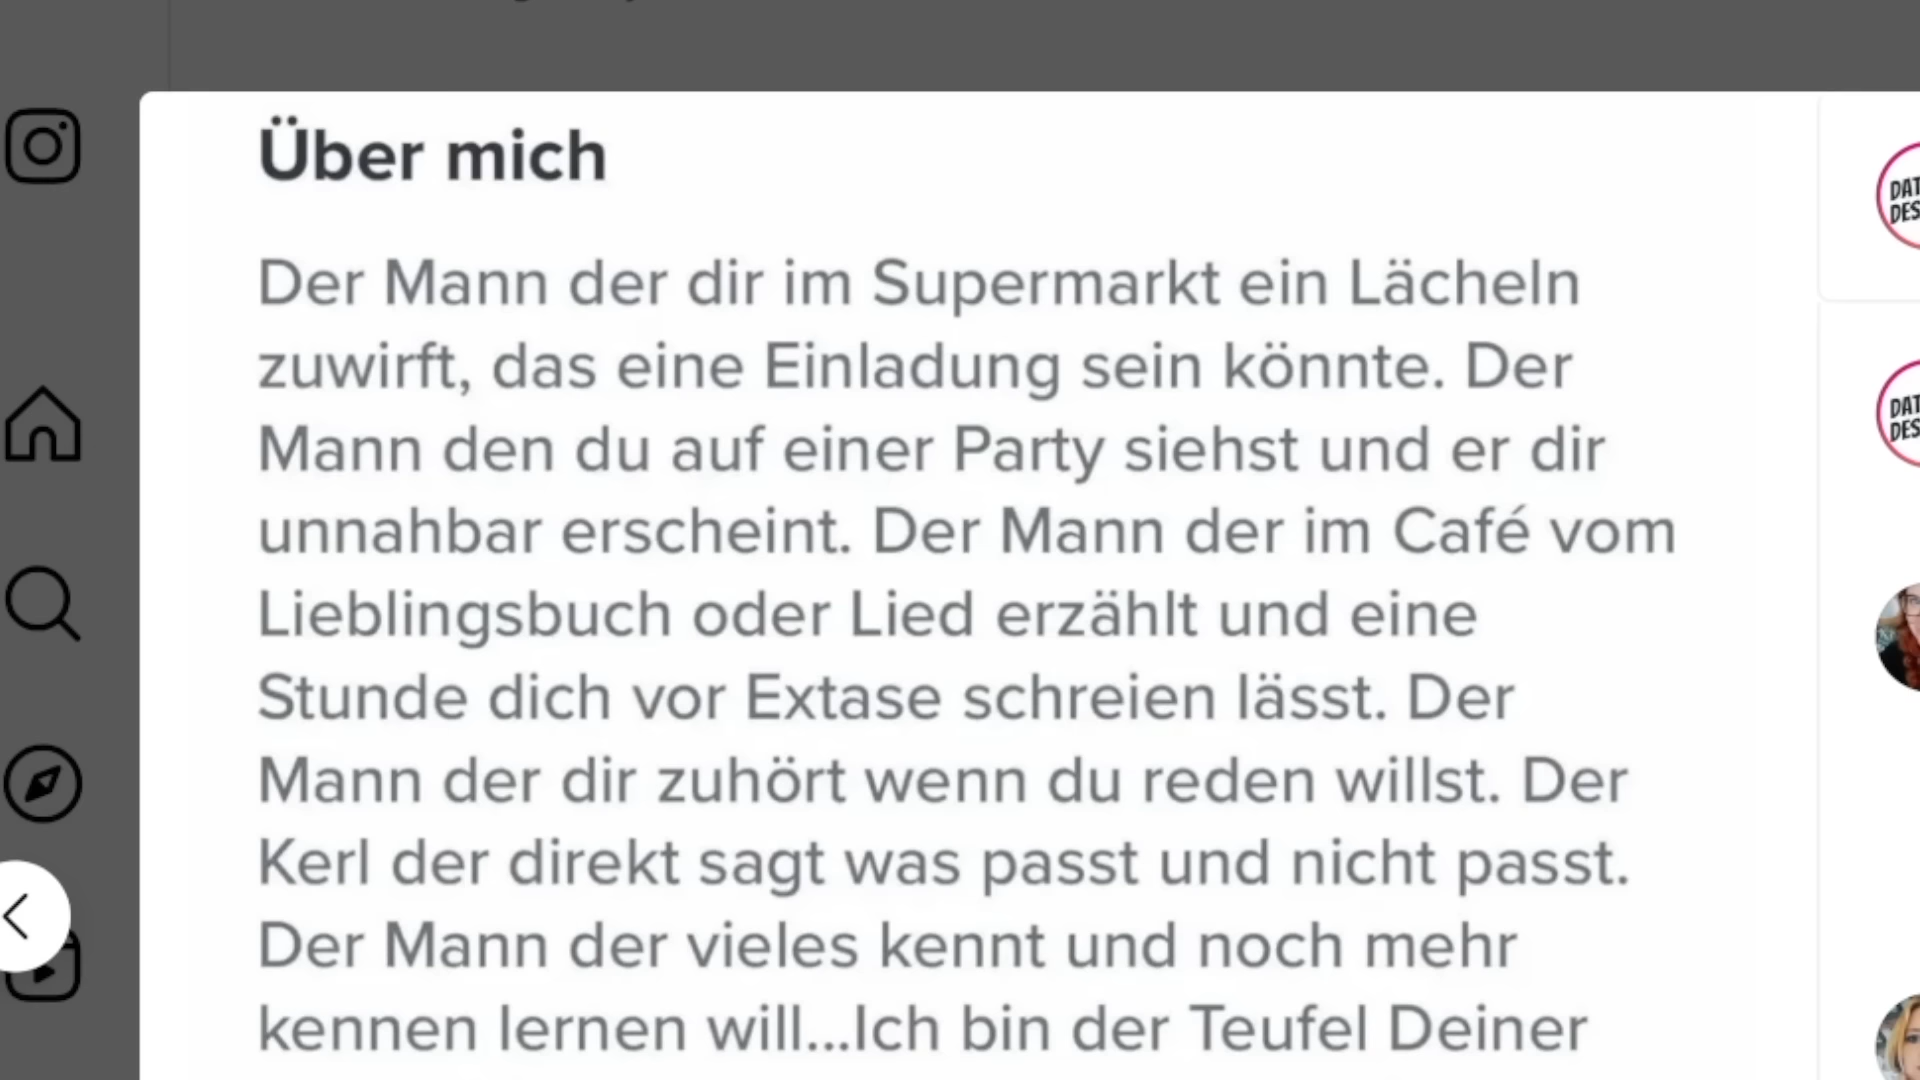 Über mich
Der Mann der dir im Supermarkt ein Lächeln
zuwirft, das eine Einladung sein könnte. Der
Mann den du auf einer Party siehst und er dir
unnahbar erscheint. Der Mann der im Café vom
Lieblingsbuch oder Lied erzählt und eine
Stunde dich vor Extase schreien lässt. Der
Mann der dir zuhört wenn du reden willst. Der
Kerl der direkt sagt was passt und nicht passt.
Der Mann der vieles kennt und noch mehr
kennen lernen will...Ich bin der Teufel Deiner
DAT
DES
DAT
DES